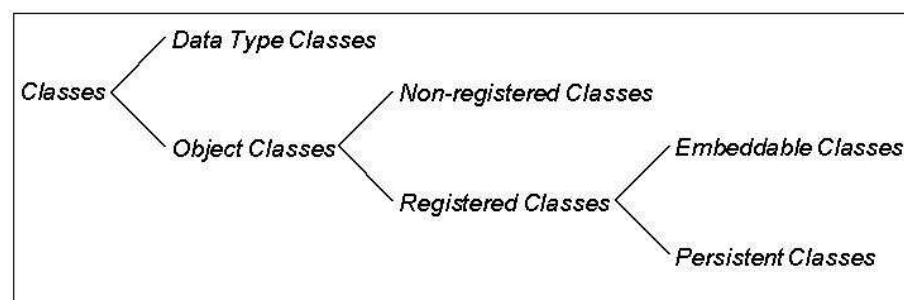 Data Type Classes
Classes
Non-registered Classes
Object Classes
Embeddable Classes
Registered Classes
Persistent Classes